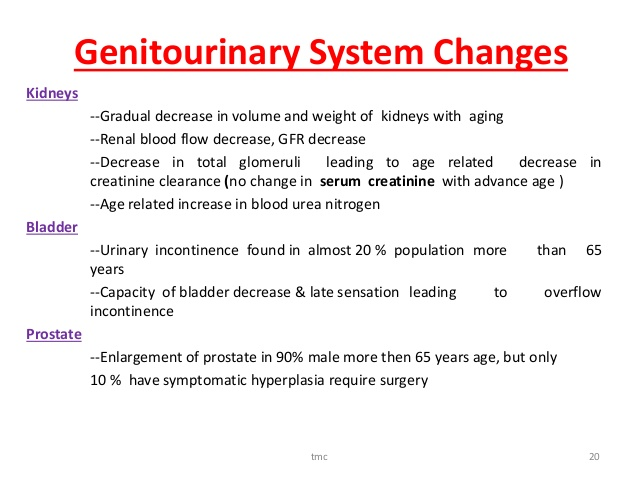 Genitourinary System Changes
Kidneys
--Gradual decrease in volume and weight of kidneys with aging
--Renal blood flow decrease, GFR decrease
--Decrease in total glomeruli leading to age related decrease in
creatinine clearance (no change in serum creatinine with advance age )
--Age related increase in blood urea nitrogen
Bladder
--Urinary incontinence found in almost 20 % population more than 65
years
--Capacity of bladder decrease & late sensation leading to overflow
incontinence
Prostate
--Enlargement of prostate in 90% male more then 65 years age, but only
10 % have symptomatic hyperplasia require surgery
tmc
20